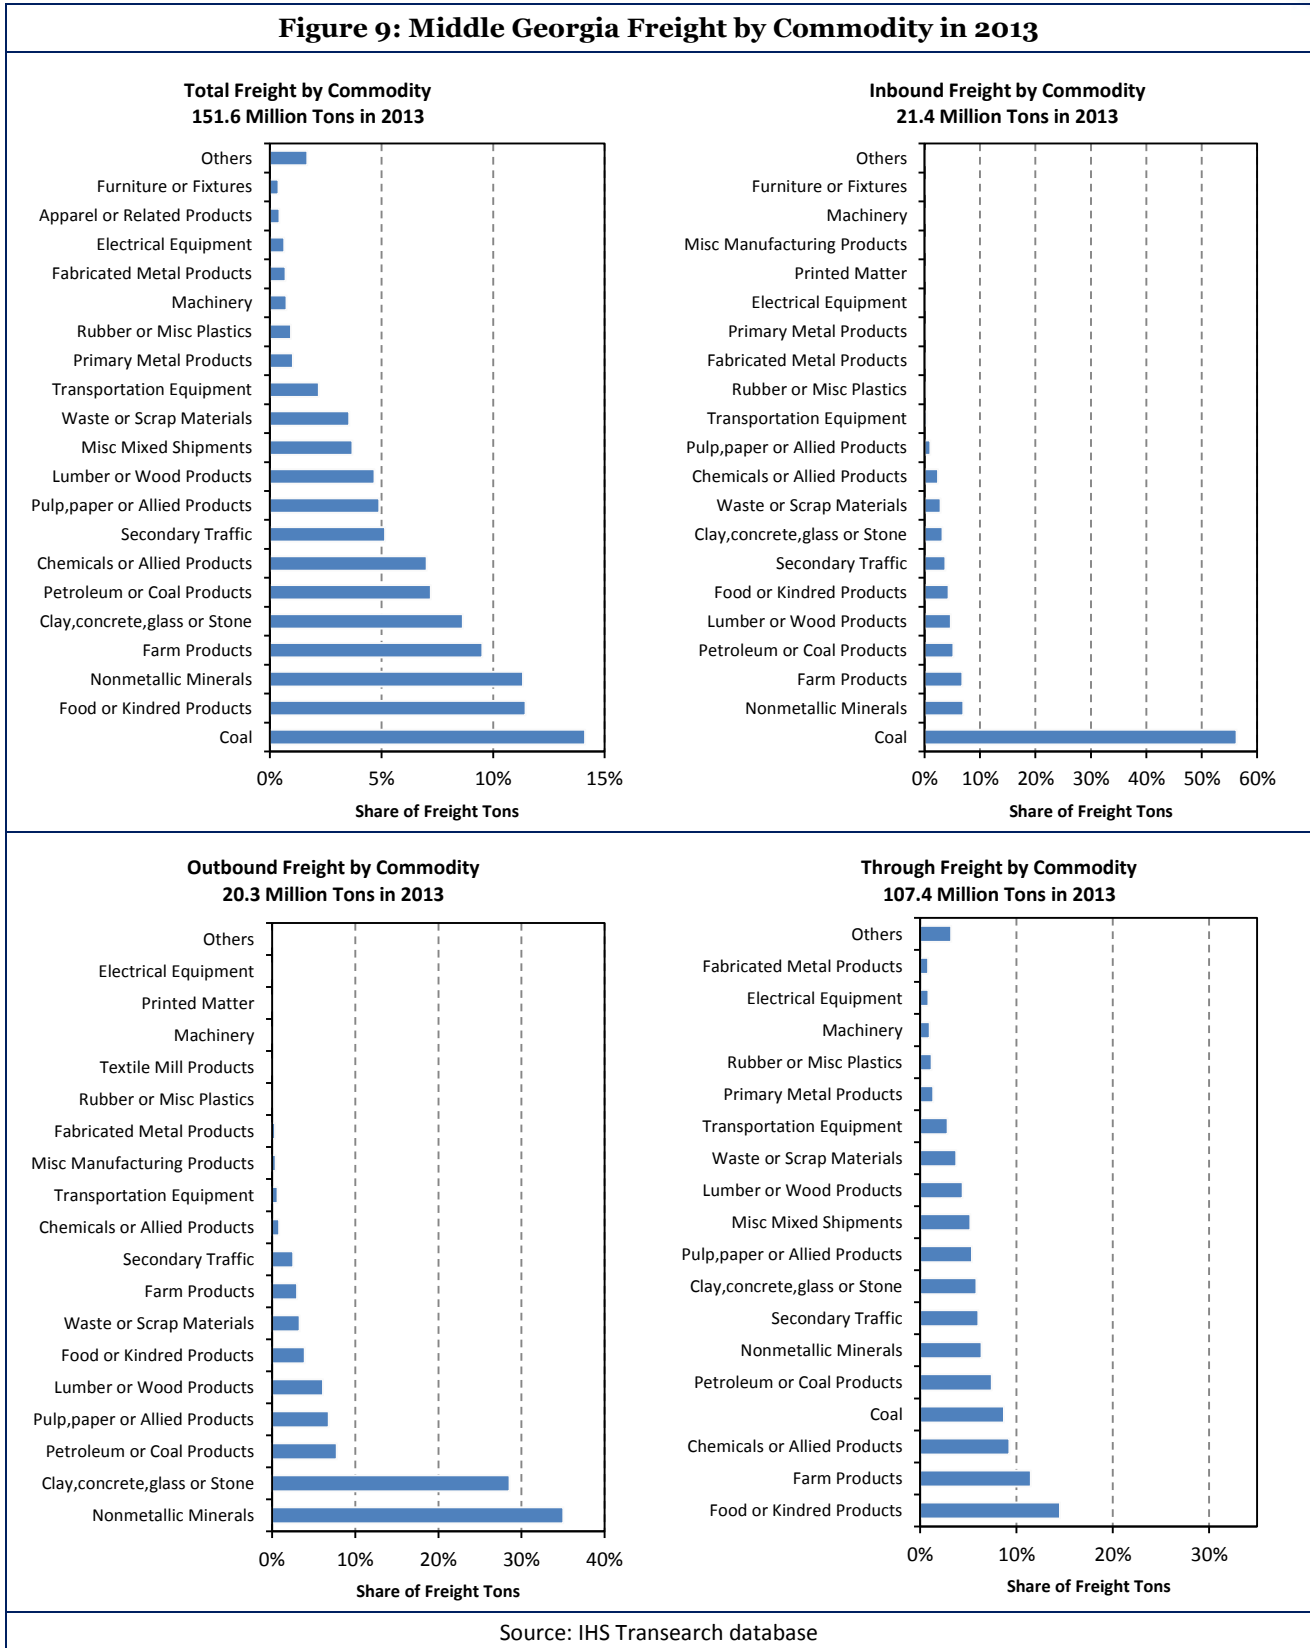 Figure 9: Middle Georgia Freight by Commodity in 2013
Total Freight by Commodity
151.6 Million Tons in 2013
Others
Furniture or Fixtures
Apparel or Related Products
Electrical Equipment
Fabricated Metal Products
Machinery
Rubber or Misc Plastics
Primary Metal Products
Transportation Equipment
Waste or Scrap Materials
Misc Mixed Shipments
Lumber or Wood Products
Pulp,paper or Allied Products
Secondary Traffic
Chemicals or Allied Products
Petroleum or Coal Products
Clay,concrete,glass or Stone
Farm Products
Nonmetallic Minerals
Food or Kindred Products
Coal
0% 5% 10% 15%
Share of Freight Tons
Inbound Freight by Commodity
21.4 Million Tons in 2013
Others
Furniture or Fixtures
Machinery
Misc Manufacturing Products
Printed Matter
Electrical Equipment
Primary Metal Products
Fabricated Metal Products
Rubber or Misc Plastics
Transportation Equipment
Pulp,paper or Allied Products
Chemicals or Allied Products
Waste or Scrap Materials
Clay,concrete,glass or Stone
Secondary Traffic
Food or Kindred Products
Lumber or Wood Products
Petroleum or Coal Products
Farm Products
Nonmetallic Minerals
Coal
0% 10% 20% 30% 40% 50% 60%
Share of Freight Tons
Outbound Freight by Commodity
20.3 Million Tons in 2013
Others
Electrical Equipment
Printed Matter
Machinery
Textile Mill Products
Rubber or Misc Plastics
Fabricated Metal Products
Misc Manufacturing Products
Transportation Equipment
Chemicals or Allied Products
Secondary Traffic
Farm Products
Waste or Scrap Materials
Food or Kindred Products
Lumber or Wood Products
Pulp,paper or Allied Products
Petroleum or Coal Products
Clay,concrete,glass or Stone
Nonmetallic Minerals
0% 10% 20% 30% 40%
Share of Freight Tons
Through Freight by Commodity
107.4 Million Tons in 2013
Others
Fabricated Metal Products
Electrical Equipment
Machinery
Rubber or Misc Plastics
Primary Metal Products
Transportation Equipment
Waste or Scrap Materials
Lumber or Wood Products
Misc Mixed Shipments
Pulp,paper or Allied Products
Clay,concrete,glass or Stone
Secondary Traffic
Nonmetallic Minerals
Petroleum or Coal Products
Coal
Chemicals or Allied Products
Farm Products
Food or Kindred Products
0% 10% 20% 30%
Share of Freight Tons
Source: IHS Transearch database